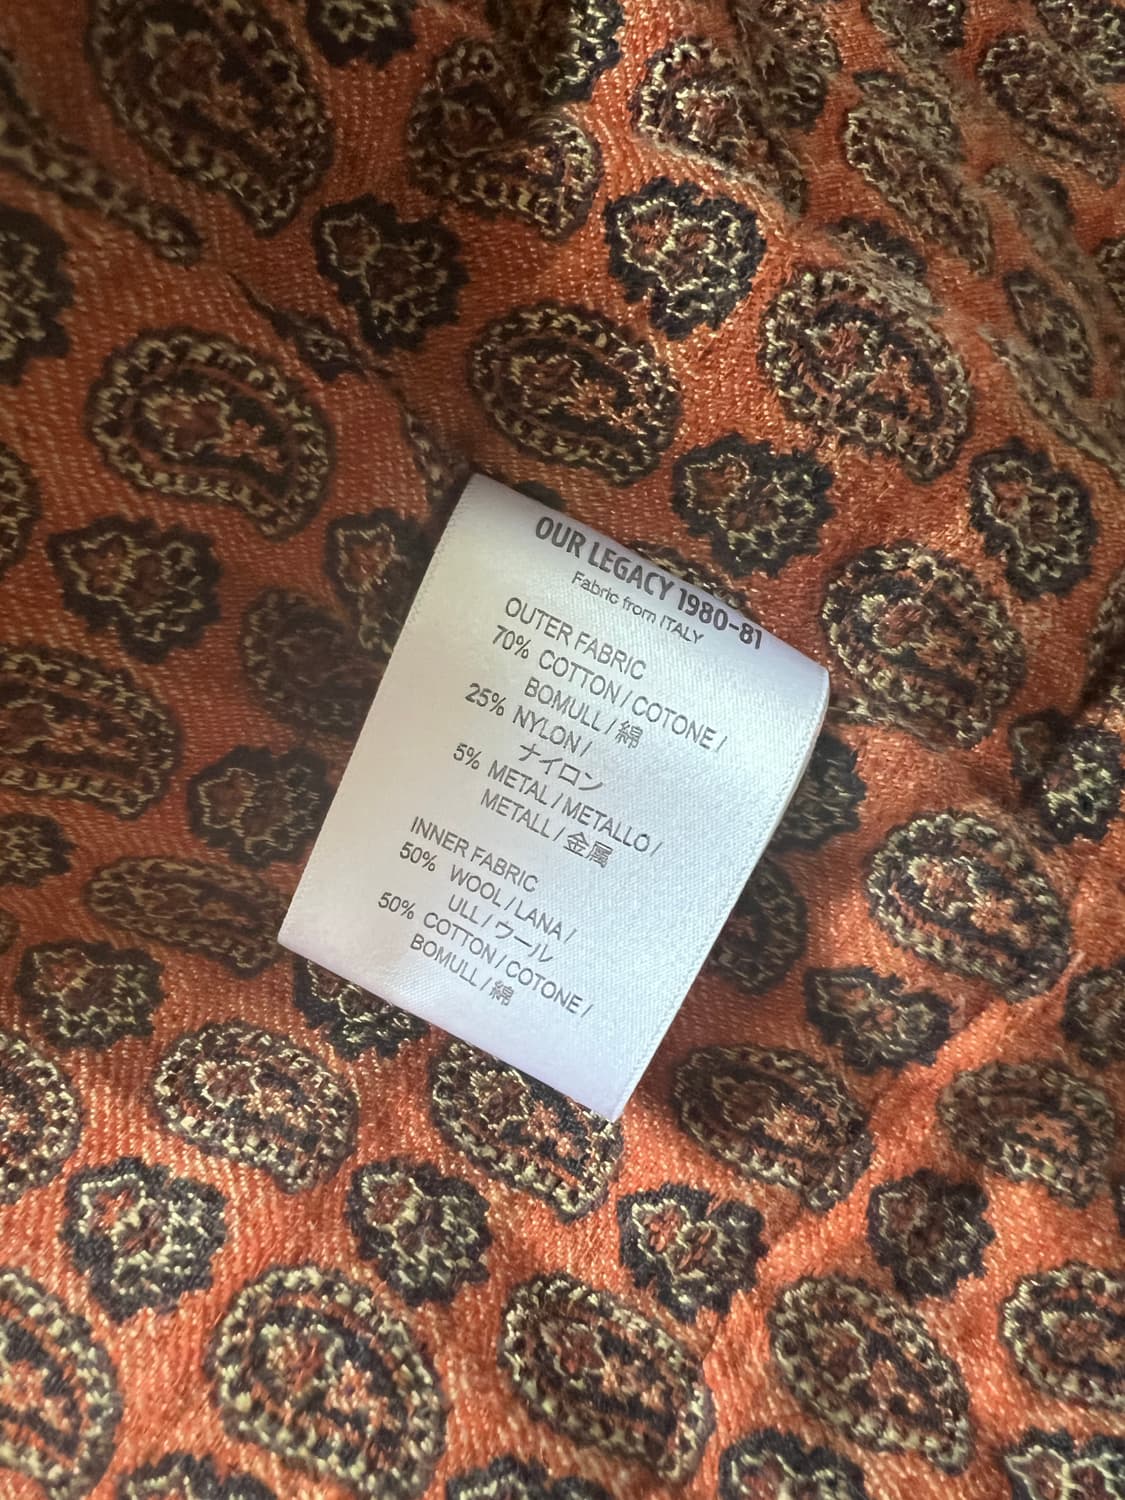 OUR LEGACY 1980-81
Fabric from ITALY
OUTER FABRIC
70% COTTON / COTONE /
BOMULL / 綿
25% NYLON /
ナイロン
5% METAL / METALLO /
METALL / 金属
INNER FABRIC
50% WOOL / LANA /
ULL / ウール
50% COTTON / COTONE /
BOMULL / 綿